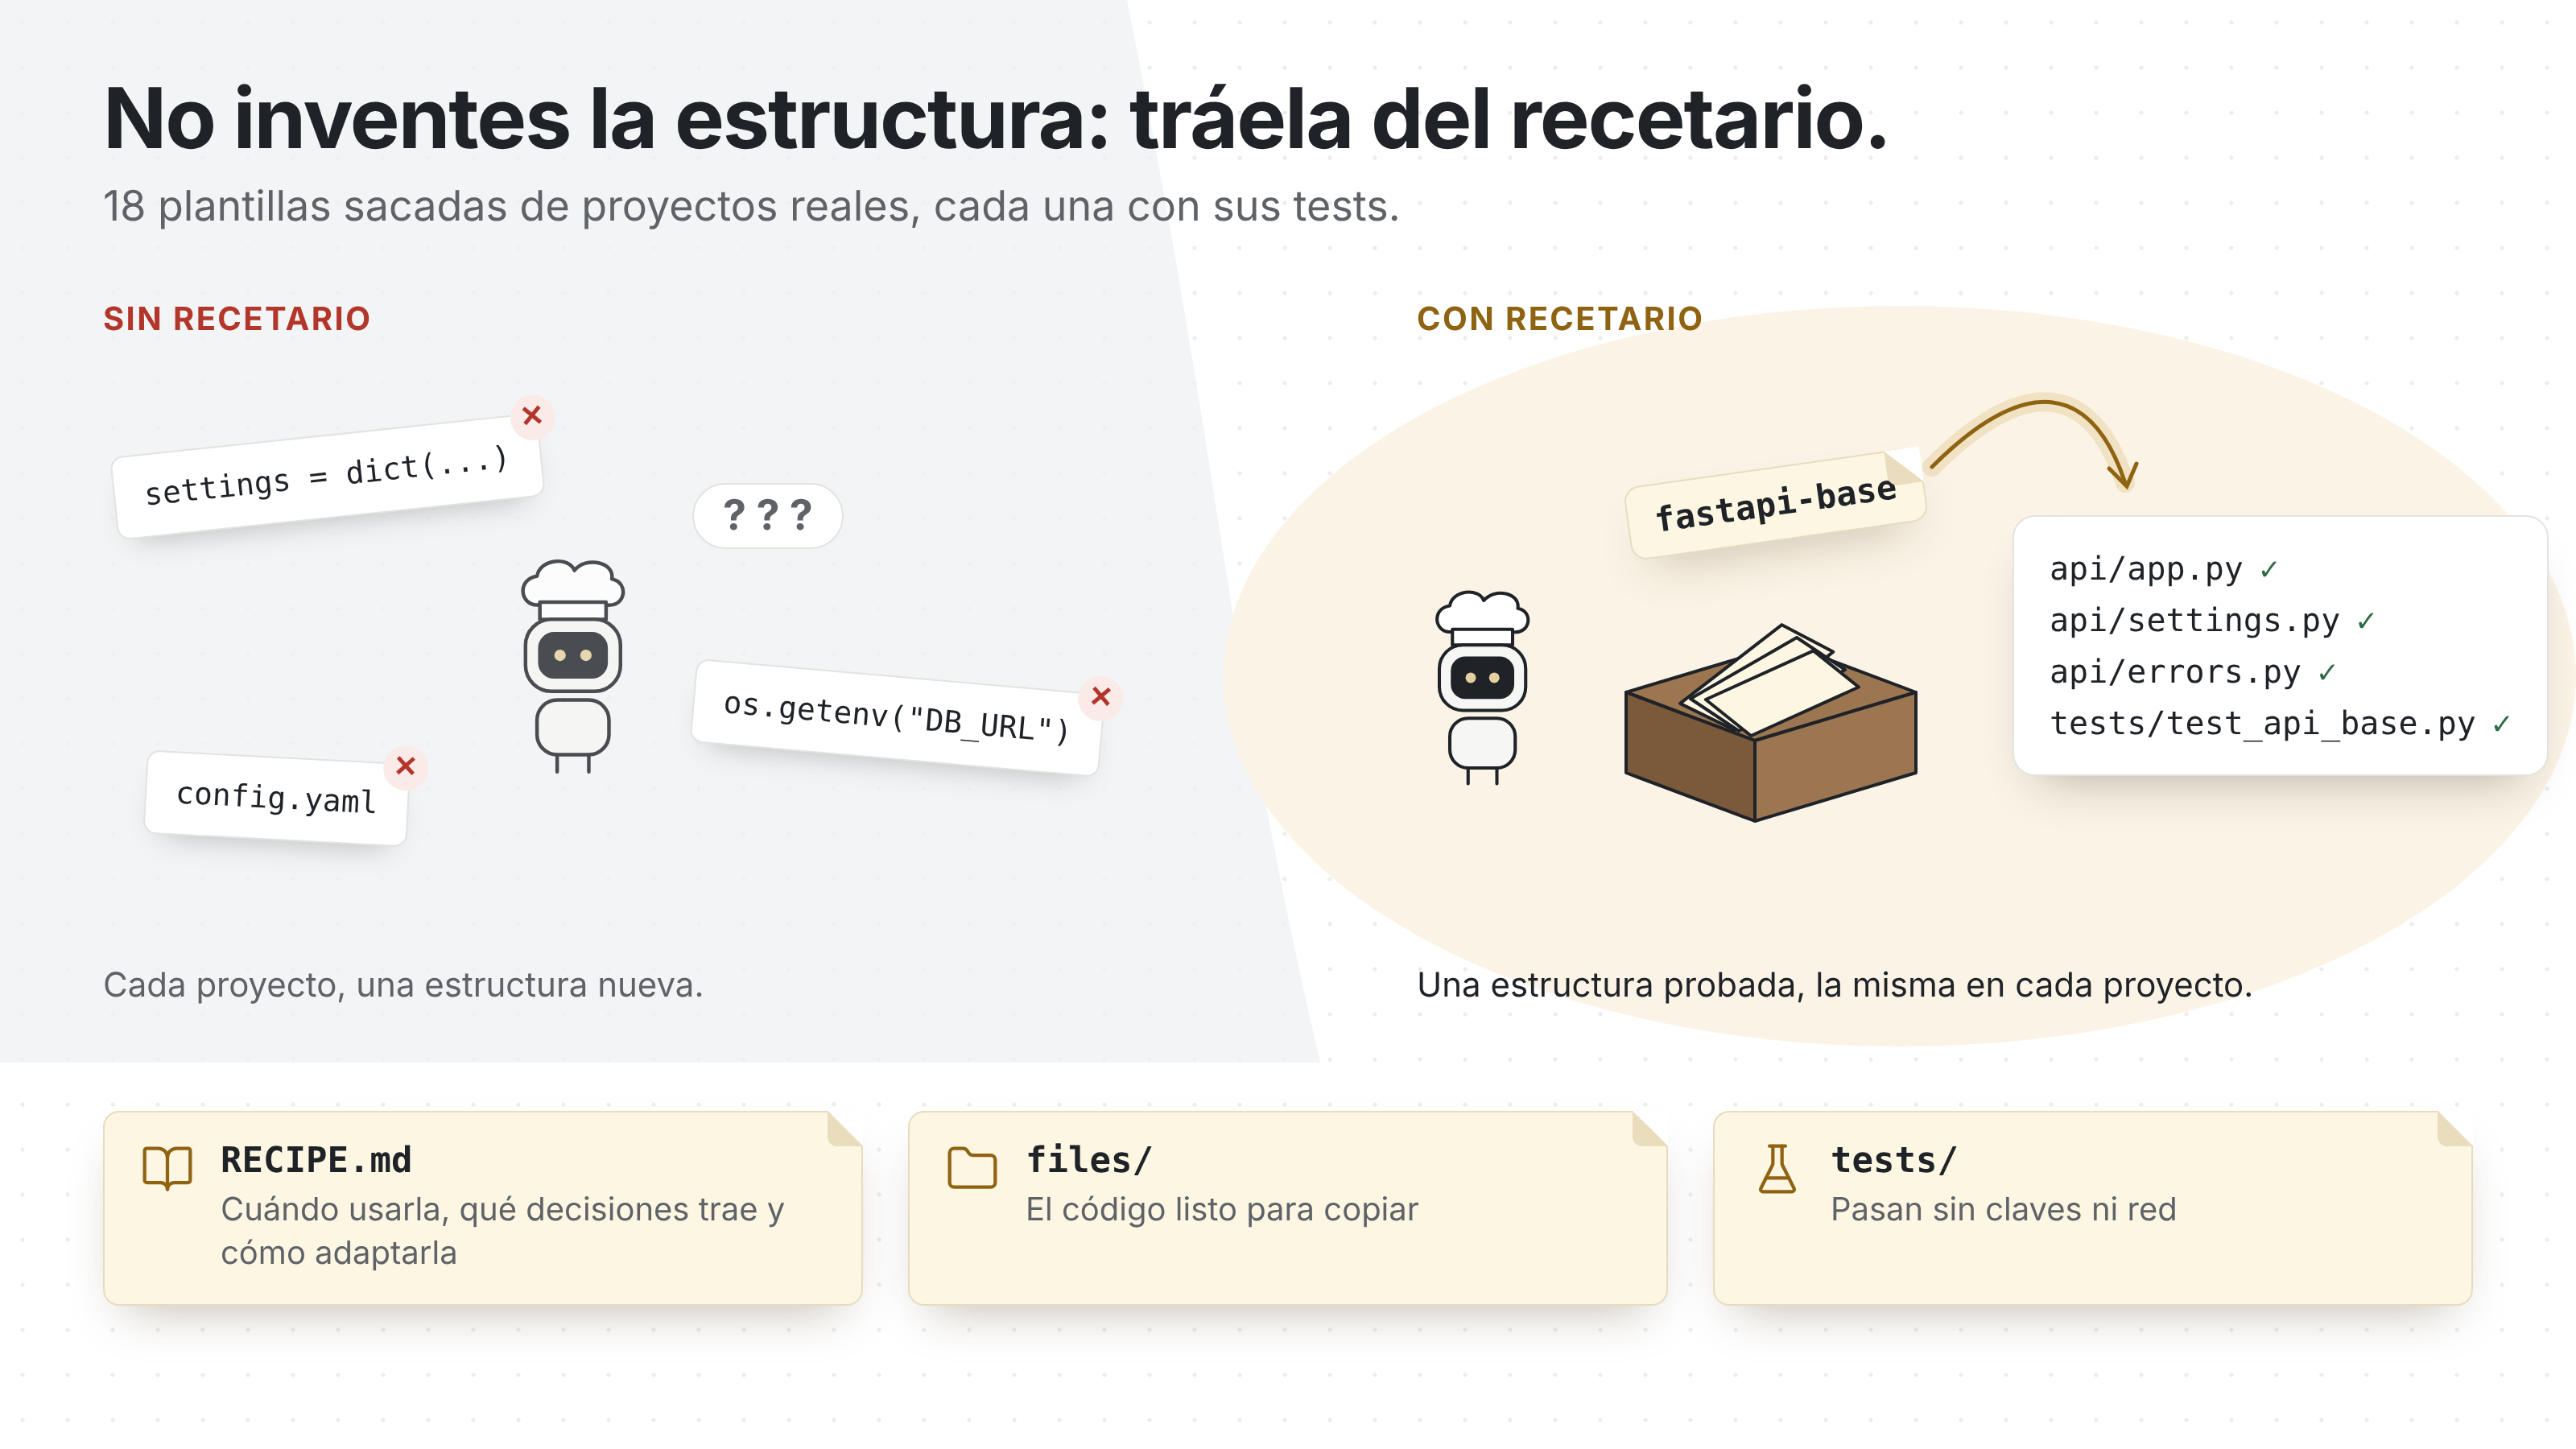 No inventes la estructura: tráela del recetario.
18 plantillas sacadas de proyectos reales, cada una con sus tests.
SIN RECETARIO
settings = dict(...)
???
os.getenv("DB_URL")
config.yaml
Cada proyecto, una estructura nueva.
CON RECETARIO
fastapi-base
api/app.py ✓
api/settings.py ✓
api/errors.py ✓
tests/test_api_base.py ✓
Una estructura probada, la misma en cada proyecto.
RECIPE.md
Cuándo usarla, qué decisiones trae y
cómo adaptarla
files/
El código listo para copiar
tests/
Pasan sin claves ni red